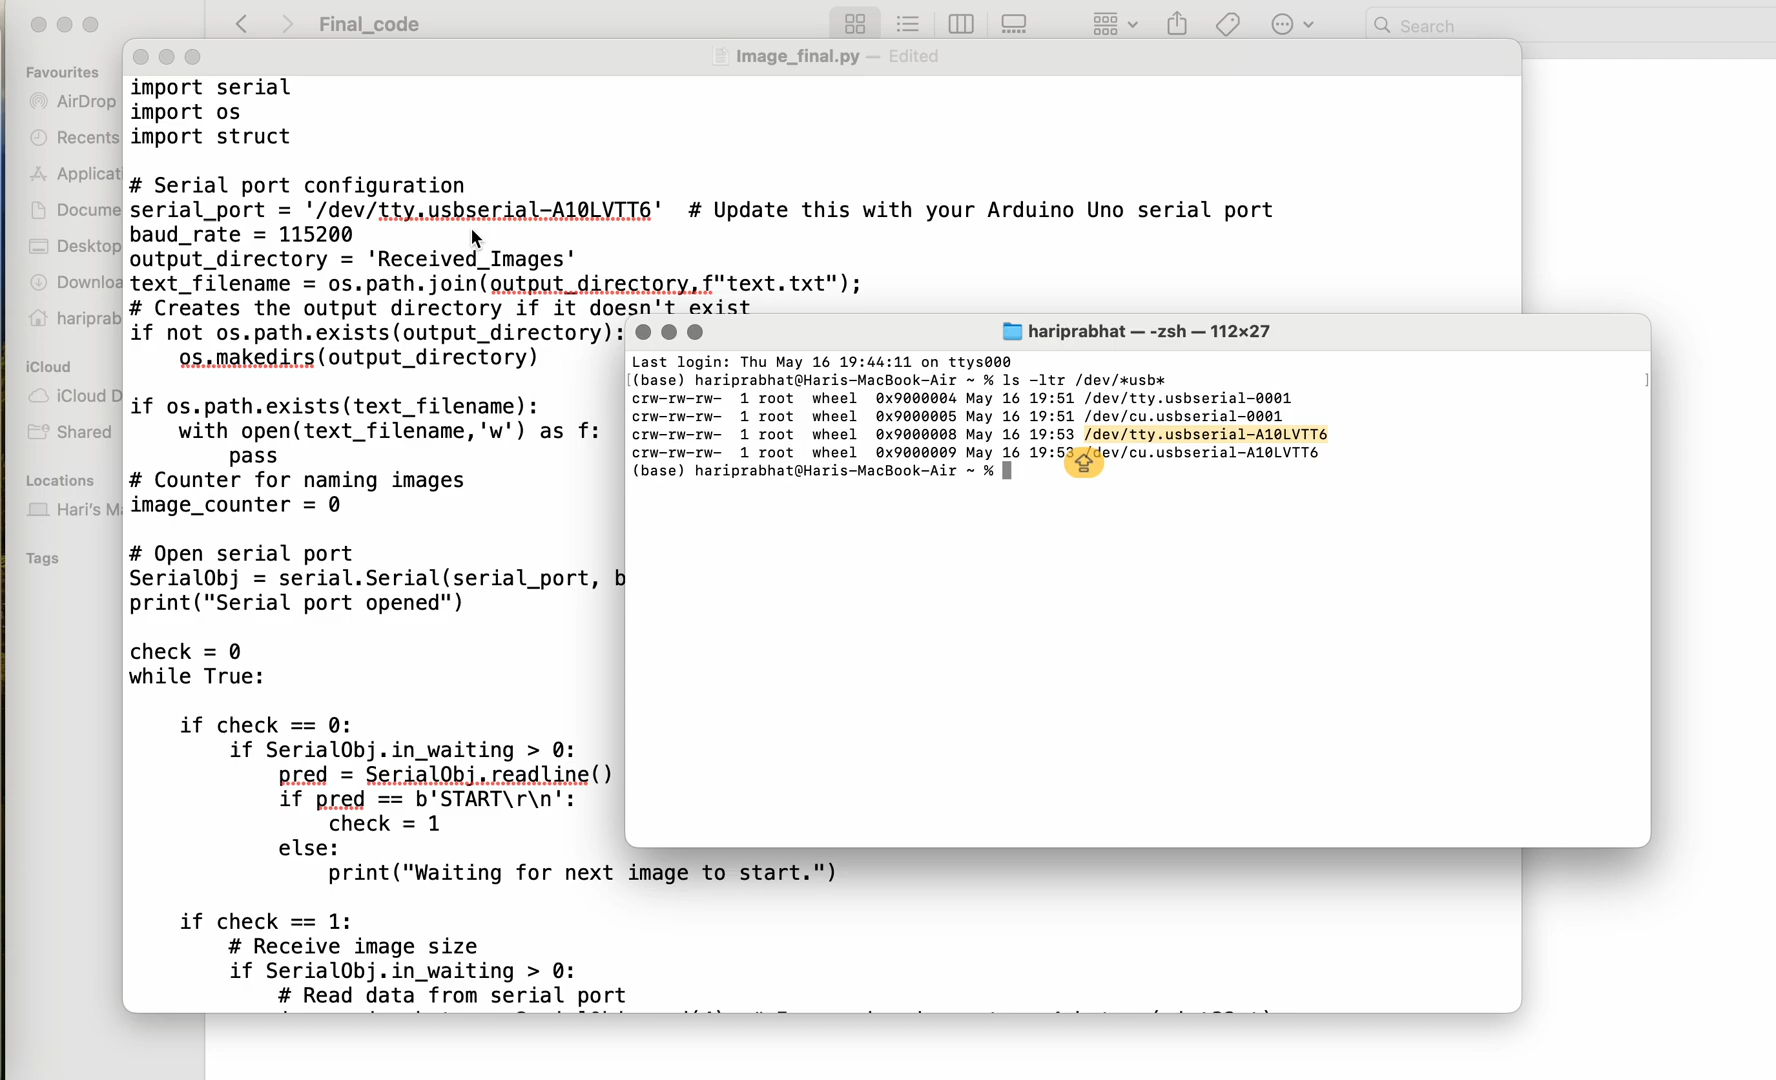 Final_code
Search
Favourites
AirDrop
Recents
Applicati
Docume
Desktop
Downloa
hariprab
iCloud
iCloud D
Shared
Locations
Hari's Ma
Tags
Image_final.py — Edited
import serial
import os
import struct
# Serial port configuration
serial_port = '/dev/tty.usbserial-A10LVTT6'  # Update this with your Arduino Uno serial port
baud_rate = 115200
output_directory = 'Received_Images'
text_filename = os.path.join(output_directory,f"text.txt");
# Creates the output directory if it doesn't exist
if not os.path.exists(output_directory):
    os.makedirs(output_directory)
if os.path.exists(text_filename):
    with open(text_filename,'w') as f:
        pass
# Counter for naming images
image_counter = 0
# Open serial port
SerialObj = serial.Serial(serial_port, b
print("Serial port opened")
check = 0
while True:
    if check == 0:
        if SerialObj.in_waiting > 0:
            pred = SerialObj.readline()
            if pred == b'START\r\n':
                check = 1
            else:
                print("Waiting for next image to start.")
    if check == 1:
        # Receive image size
        if SerialObj.in_waiting > 0:
            # Read data from serial port
hariprabhat — -zsh — 112×27
Last login: Thu May 16 19:44:11 on ttys000
[(base) hariprabhat@Haris-MacBook-Air ~ % ls -ltr /dev/*usb* ]
crw-rw-rw-  1 root  wheel  0x9000004 May 16 19:51 /dev/tty.usbserial-0001
crw-rw-rw-  1 root  wheel  0x9000005 May 16 19:51 /dev/cu.usbserial-0001
crw-rw-rw-  1 root  wheel  0x9000008 May 16 19:53 /dev/tty.usbserial-A10LVTT6
crw-rw-rw-  1 root  wheel  0x9000009 May 16 19:53 /dev/cu.usbserial-A10LVTT6
(base) hariprabhat@Haris-MacBook-Air ~ %